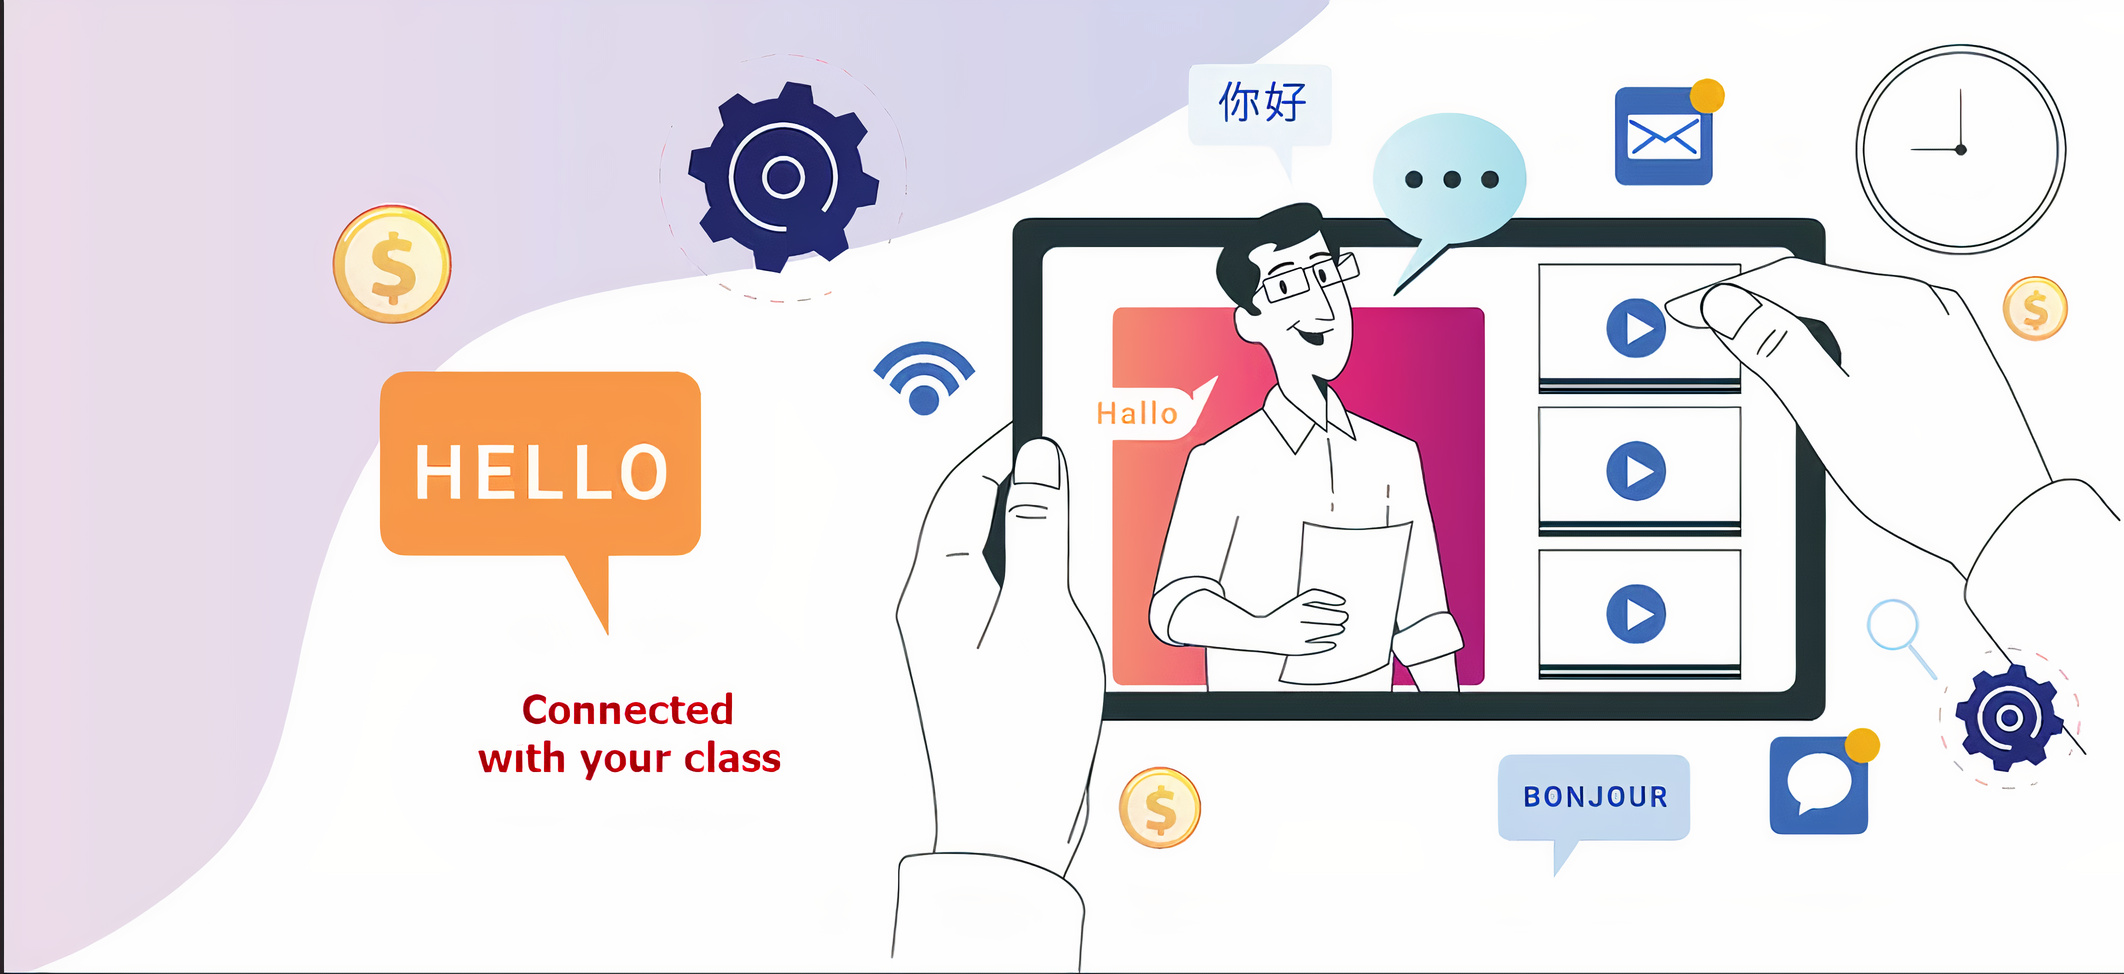 你好
Hallo
HELLO
Connected
with your class
BONJOUR
$
$
$